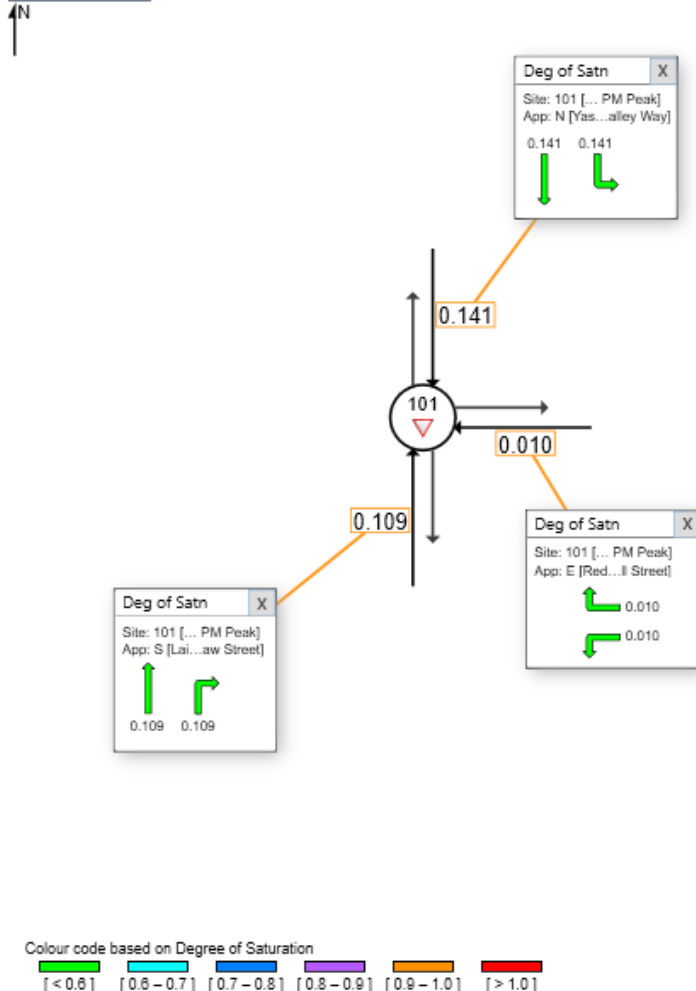 N
Deg of Satn X
Site: 101 [... PM Peak]
App: N [Yas...alley Way]
0.141 0.141
0.141
101
0.010
0.109
Deg of Satn X
Site: 101 [... PM Peak]
App: E [Red...ll Street]
0.010
0.010
Deg of Satn X
Site: 101 [... PM Peak]
App: S [Lai...aw Street]
0.109 0.109
Colour code based on Degree of Saturation
[ < 0.6 ] [ 0.6 – 0.7 ] [ 0.7 – 0.8 ] [ 0.8 – 0.9 ] [ 0.9 – 1.0 ] [ > 1.0 ]